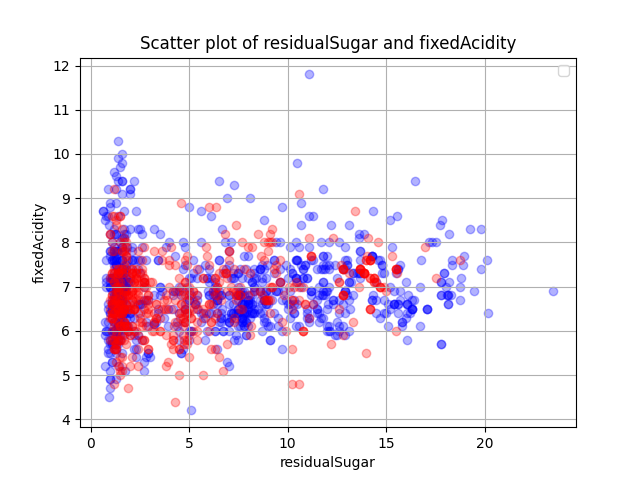 Scatter plot of residualSugar and fixedAcidity
12
11
10
9
8
7
6
5
4
fixedAcidity
0 5 10 15 20
residualSugar